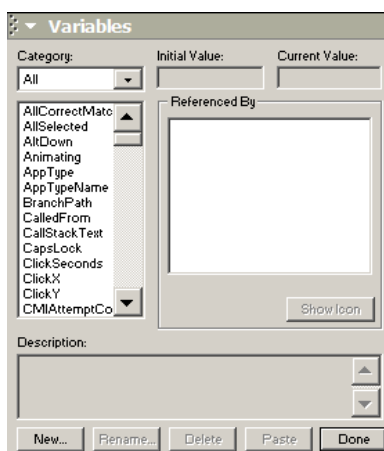 Variables
Category:
Initial Value:
Current Value:
All
Referenced By
AllCorrectMatc
AllSelected
AltDown
Animating
AppType
AppTypeName
BranchPath
CalledFrom
CallStackText
CapsLock
ClickSeconds
ClickX
ClickY
CMIAttemptCo
Show Icon
Description:
New... Rename... Delete Paste Done